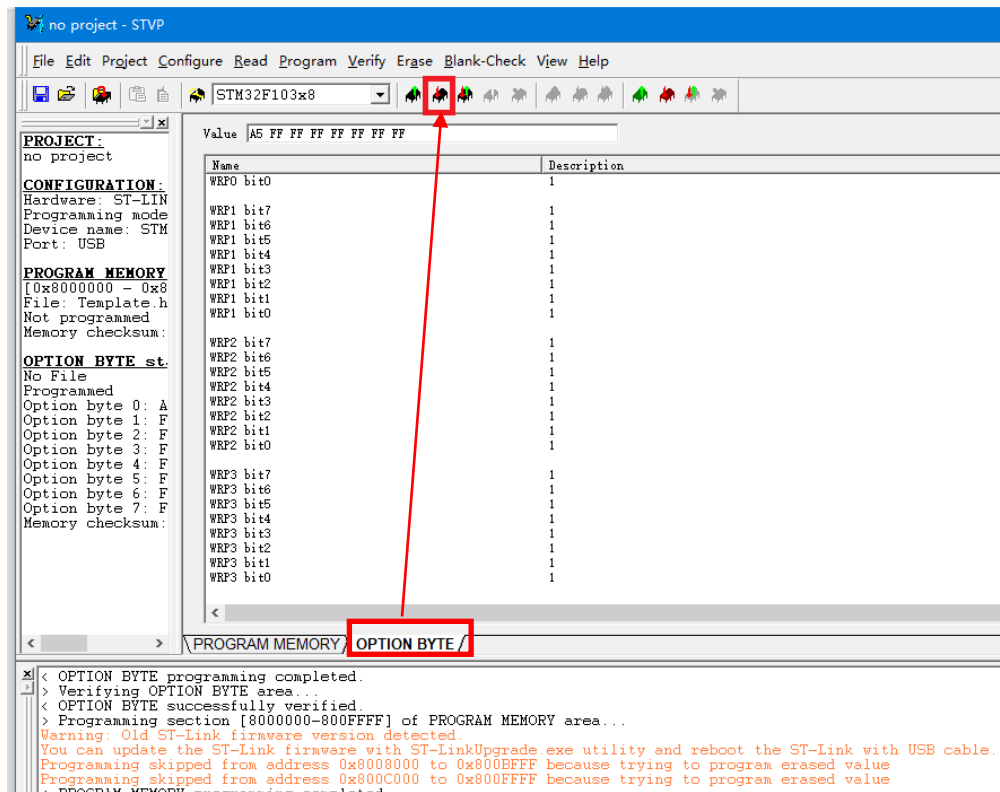 no project - STVP
File Edit Project Configure Read Program Verify Erase Blank-Check View Help
STM32F103x8
PROJECT:
no project
CONFIGURATION:
Hardware: ST-LIN
Programming mode
Device name: STM
Port: USB
PROGRAM MEMORY
[0x8000000 - 0x8
File: Template.h
Not programmed
Memory checksum:
OPTION BYTE st
No File
Programmed
Option byte 0: A
Option byte 1: F
Option byte 2: F
Option byte 3: F
Option byte 4: F
Option byte 5: F
Option byte 6: F
Option byte 7: F
Memory checksum:
Value A5 FF FF FF FF FF FF FF
Name Description
WRP0 bit0 1
WRP1 bit7 1
WRP1 bit6 1
WRP1 bit5 1
WRP1 bit4 1
WRP1 bit3 1
WRP1 bit2 1
WRP1 bit1 1
WRP1 bit0 1
WRP2 bit7 1
WRP2 bit6 1
WRP2 bit5 1
WRP2 bit4 1
WRP2 bit3 1
WRP2 bit2 1
WRP2 bit1 1
WRP2 bit0 1
WRP3 bit7 1
WRP3 bit6 1
WRP3 bit5 1
WRP3 bit4 1
WRP3 bit3 1
WRP3 bit2 1
WRP3 bit1 1
WRP3 bit0 1
PROGRAM MEMORY OPTION BYTE
< OPTION BYTE programming completed.
> Verifying OPTION BYTE area...
< OPTION BYTE successfully verified.
> Programming section [8000000-800FFFF] of PROGRAM MEMORY area...
Warning: Old ST-Link firmware version detected.
You can update the ST-Link firmware with ST-LinkUpgrade.exe utility and reboot the ST-Link with USB cable.
Programming skipped from address 0x8008000 to 0x800BFFF because trying to program erased value
Programming skipped from address 0x800C000 to 0x800FFFF because trying to program erased value
< PROGRAM MEMORY programming completed.